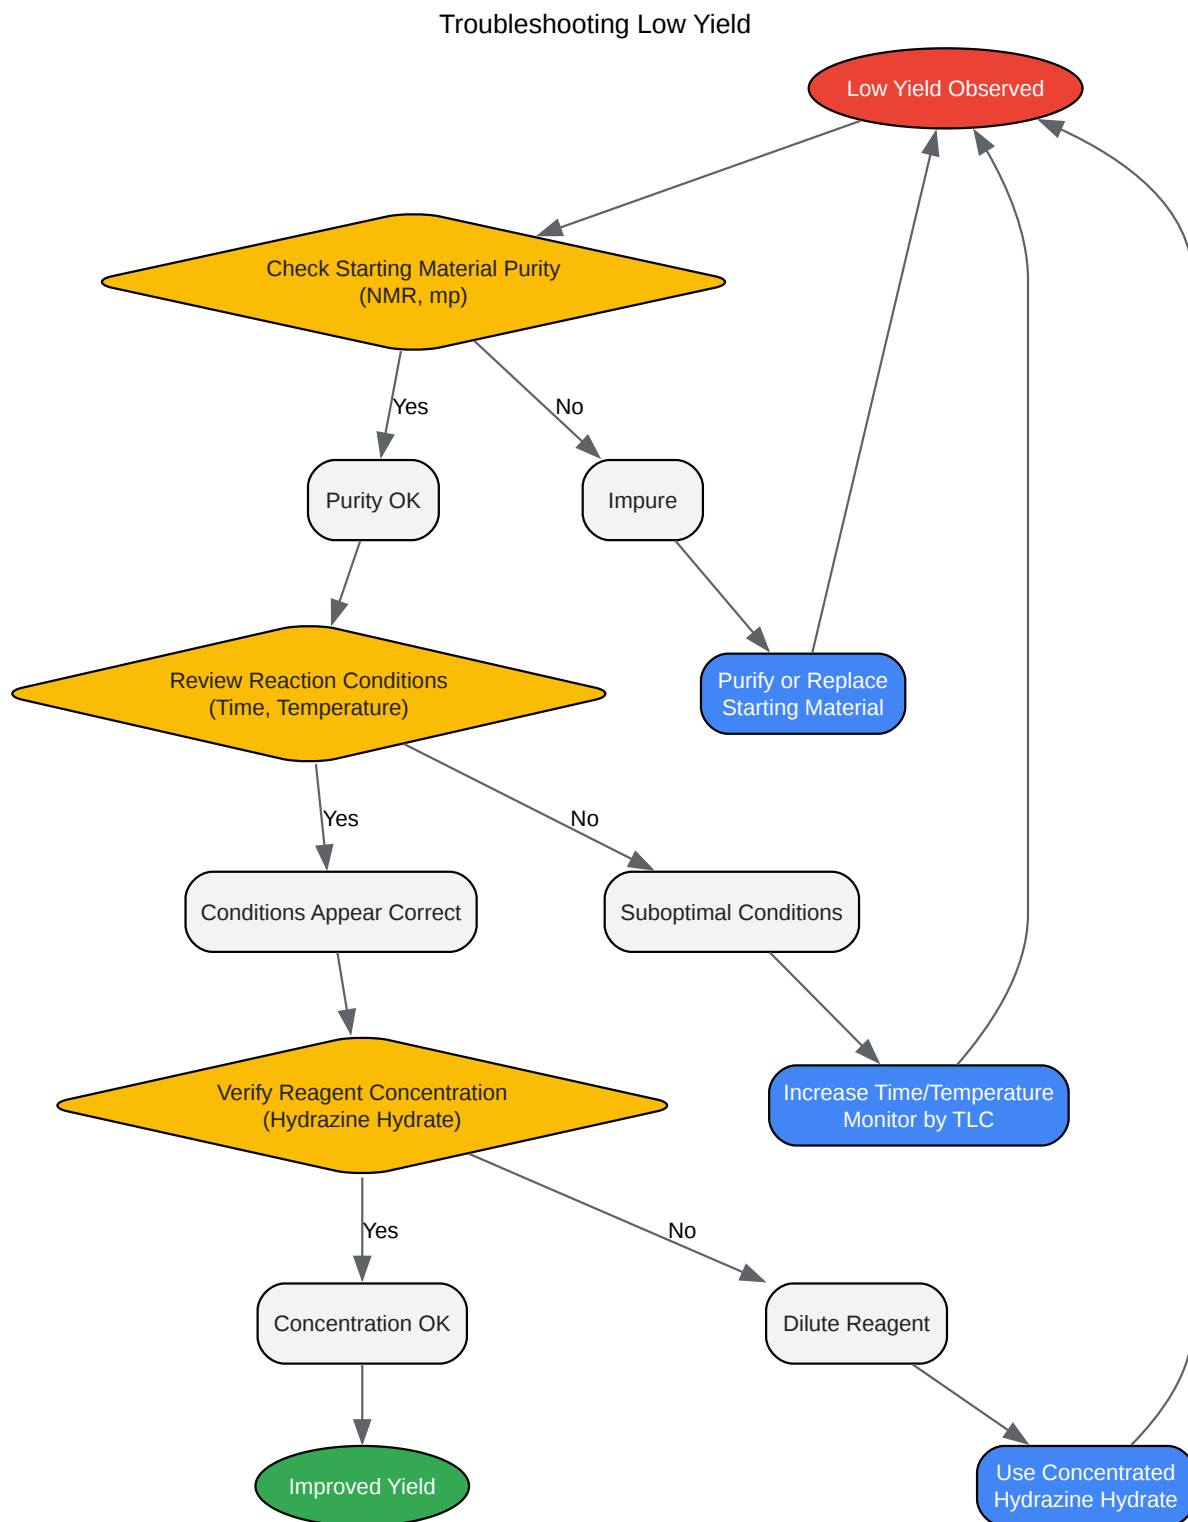 Troubleshooting Low Yield
Low Yield Observed
Check Starting Material Purity
(NMR, mp)
Yes
No
Purity OK
Impure
Review Reaction Conditions
(Time, Temperature)
Purify or Replace
Starting Material
Yes
No
Conditions Appear Correct
Suboptimal Conditions
Verify Reagent Concentration
(Hydrazine Hydrate)
Increase Time/Temperature
Monitor by TLC
Yes
No
Concentration OK
Dilute Reagent
Improved Yield
Use Concentrated
Hydrazine Hydrate